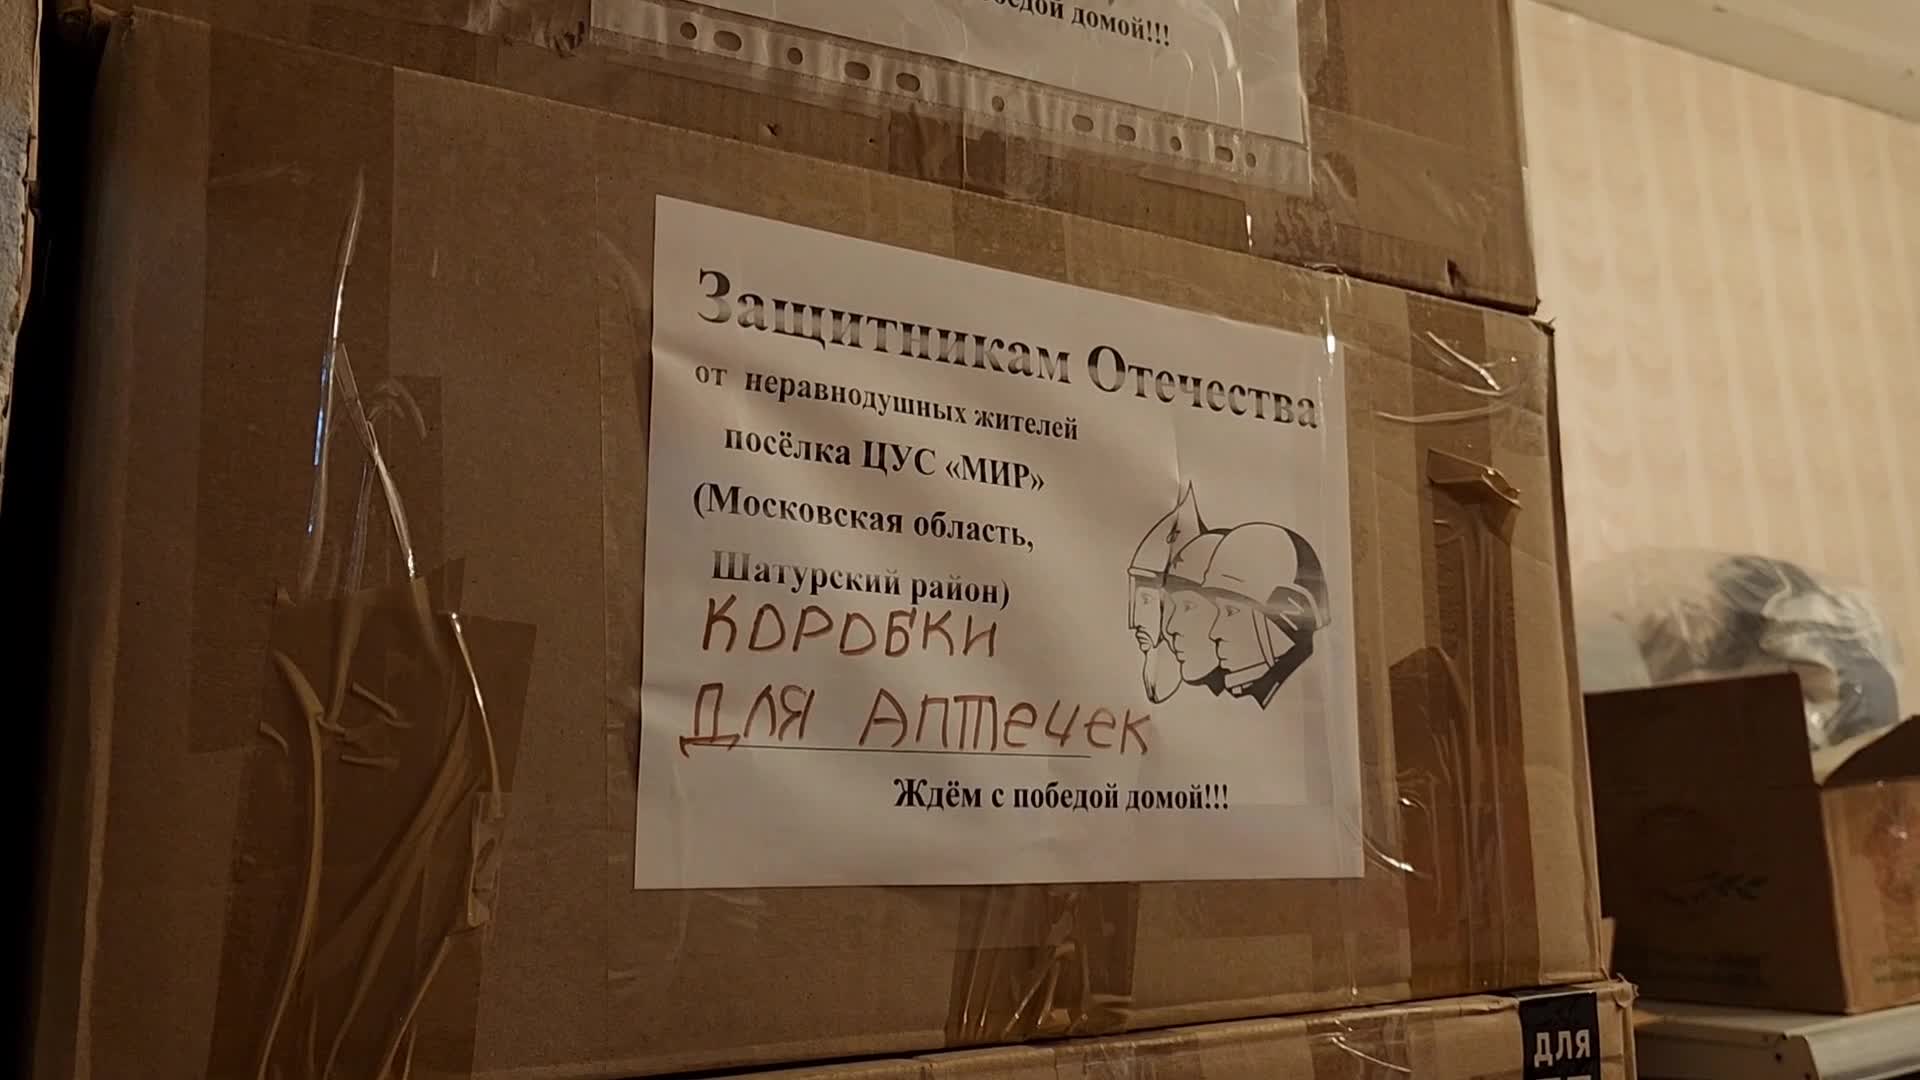 победой домой!!!
Защитникам Отечества
от неравнодушных жителей
посёлка ЦУС «МИР»
(Московская область,
Шатурский район)
КОРОБКИ
ДЛЯ АПТЕЧЕК
Ждём с победой домой!!!
ДЛЯ